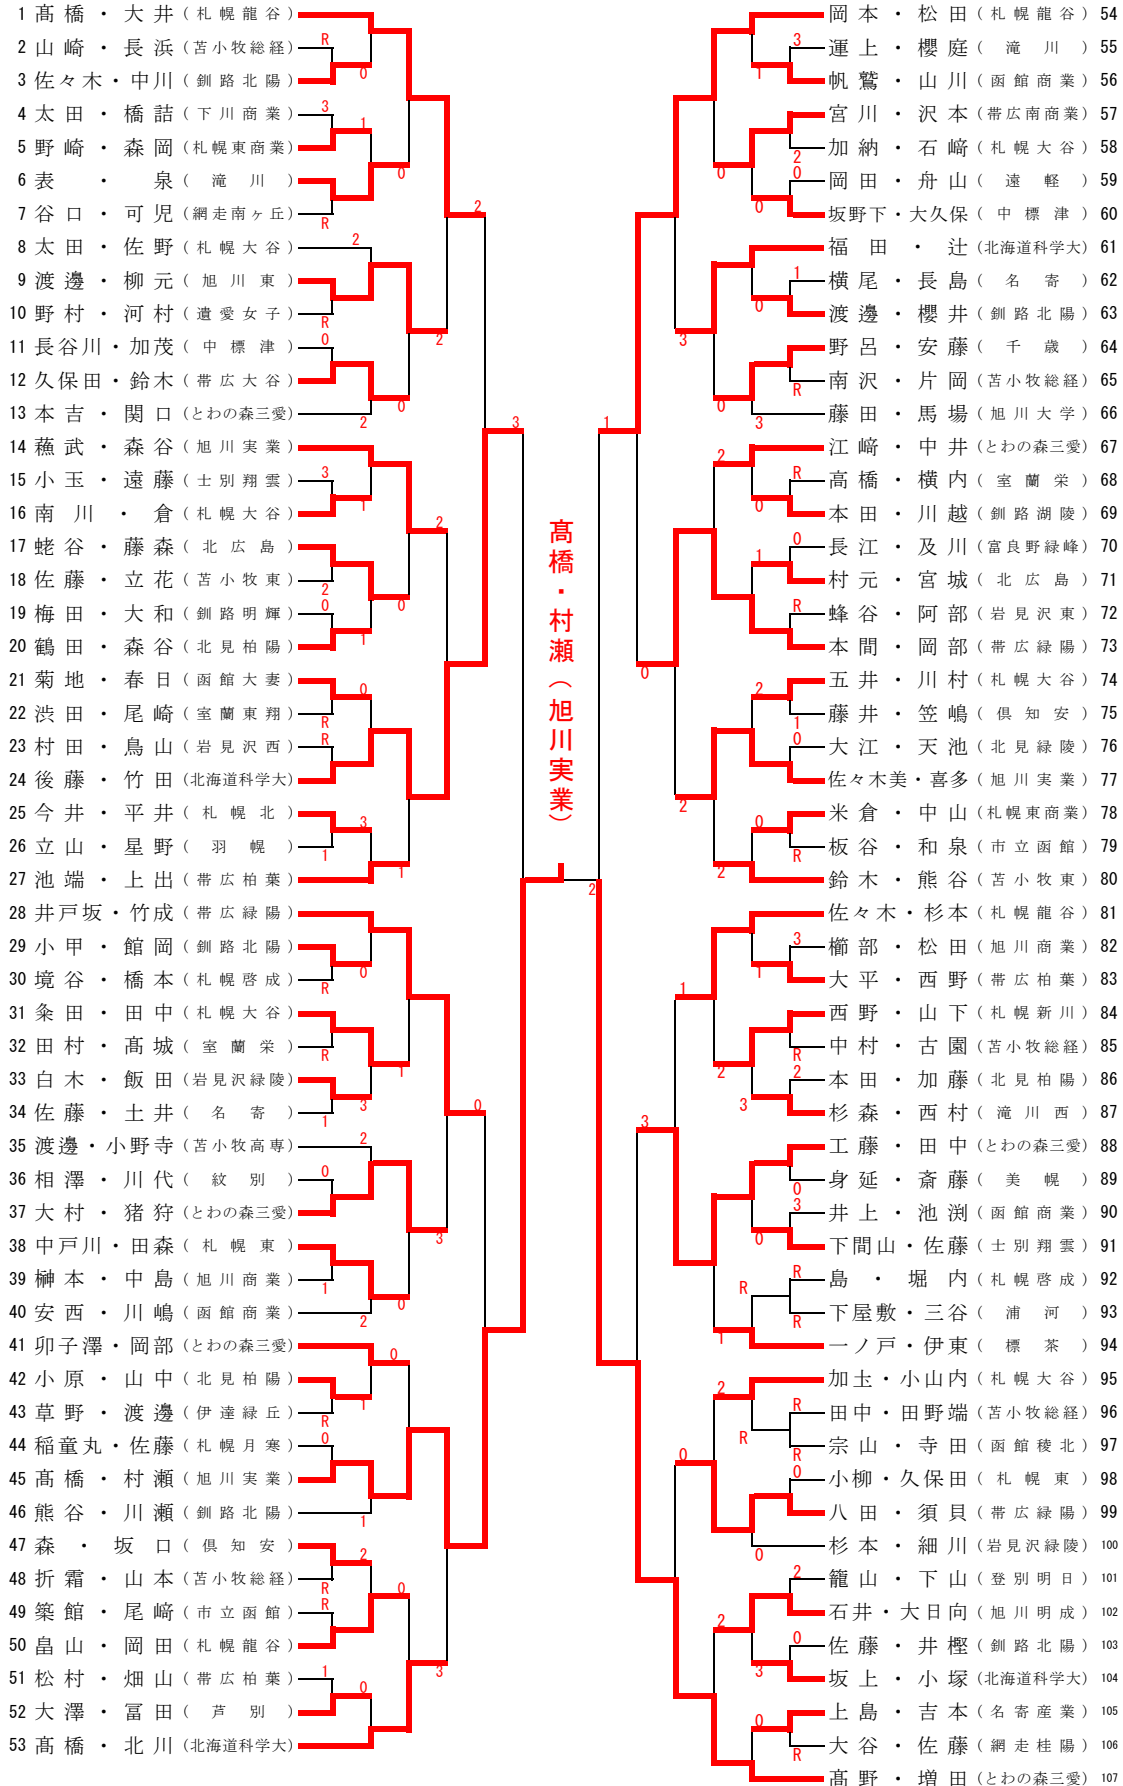 1 髙橋・大井 (札幌龍谷)
2 山崎・長浜 (苫小牧総経)
3 佐々木・中川 (釧路北陽)
4 太田・橋詰 (下川商業)
5 野崎・森岡 (札幌東商業)
6 表・泉 (滝川)
7 谷口・可児 (網走南ヶ丘)
8 太田・佐野 (札幌大谷)
9 渡邊・柳元 (旭川東)
10 野村・河村 (遺愛女子)
11 長谷川・加茂 (中標津)
12 久保田・鈴木 (帯広大谷)
13 本吉・関口 (とわの森三愛)
14 蘓武・森谷 (旭川実業)
15 小玉・遠藤 (士別翔雲)
16 南川・倉 (札幌大谷)
17 蛯谷・藤森 (北広島)
18 佐藤・立花 (苫小牧東)
19 梅田・大和 (釧路明輝)
20 鶴田・森谷 (北見柏陽)
21 菊地・春日 (函館大妻)
22 渋田・尾崎 (室蘭東翔)
23 村田・鳥山 (岩見沢西)
24 後藤・竹田 (北海道科学大)
25 今井・平井 (札幌北)
26 立山・星野 (羽幌)
27 池端・上出 (帯広柏葉)
28 井戸坂・竹成 (帯広緑陽)
29 小甲・館岡 (釧路北陽)
30 境谷・橋本 (札幌啓成)
31 粂田・田中 (札幌大谷)
32 田村・髙城 (室蘭栄)
33 白木・飯田 (岩見沢緑陵)
34 佐藤・土井 (名寄)
35 渡邊・小野寺 (苫小牧高専)
36 相澤・川代 (紋別)
37 大村・猪狩 (とわの森三愛)
38 中戸川・田森 (札幌東)
39 榊本・中島 (旭川商業)
40 安西・川嶋 (函館商業)
41 卯子澤・岡部 (とわの森三愛)
42 小原・山中 (北見柏陽)
43 草野・渡邊 (伊達緑丘)
44 稲童丸・佐藤 (札幌月寒)
45 髙橋・村瀬 (旭川実業)
46 熊谷・川瀬 (釧路北陽)
47 森・坂口 (倶知安)
48 折霜・山本 (苫小牧総経)
49 築館・尾﨑 (市立函館)
50 畠山・岡田 (札幌龍谷)
51 松村・畑山 (帯広柏葉)
52 大澤・冨田 (芦別)
53 髙橋・北川 (北海道科学大)
髙橋・村瀬(旭川実業)
岡本・松田 (札幌龍谷) 54
運上・櫻庭 (滝川) 55
帆鷲・山川 (函館商業) 56
宮川・沢本 (帯広南商業) 57
加納・石﨑 (札幌大谷) 58
岡田・舟山 (遠軽) 59
坂野下・大久保 (中標津) 60
福田・辻 (北海道科学大) 61
横尾・長島 (名寄) 62
渡邊・櫻井 (釧路北陽) 63
野呂・安藤 (千歳) 64
南沢・片岡 (苫小牧総経) 65
藤田・馬場 (旭川大学) 66
江﨑・中井 (とわの森三愛) 67
高橋・横内 (室蘭栄) 68
本田・川越 (釧路湖陵) 69
長江・及川 (富良野緑峰) 70
村元・宮城 (北広島) 71
蜂谷・阿部 (岩見沢東) 72
本間・岡部 (帯広緑陽) 73
五井・川村 (札幌大谷) 74
藤井・笠嶋 (倶知安) 75
大江・天池 (北見緑陵) 76
佐々木美・喜多 (旭川実業) 77
米倉・中山 (札幌東商業) 78
板谷・和泉 (市立函館) 79
鈴木・熊谷 (苫小牧東) 80
佐々木・杉本 (札幌龍谷) 81
櫛部・松田 (旭川商業) 82
大平・西野 (帯広柏葉) 83
西野・山下 (札幌新川) 84
中村・古園 (苫小牧総経) 85
本田・加藤 (北見柏陽) 86
杉森・西村 (滝川西) 87
工藤・田中 (とわの森三愛) 88
身延・斎藤 (美幌) 89
井上・池渕 (函館商業) 90
下間山・佐藤 (士別翔雲) 91
島・堀内 (札幌啓成) 92
下屋敷・三谷 (浦河) 93
一ノ戸・伊東 (標茶) 94
加圡・小山内 (札幌大谷) 95
田中・田野端 (苫小牧総経) 96
宗山・寺田 (函館稜北) 97
小柳・久保田 (札幌東) 98
八田・須貝 (帯広緑陽) 99
杉本・細川 (岩見沢緑陵) 100
籠山・下山 (登別明日) 101
石井・大日向 (旭川明成) 102
佐藤・井樫 (釧路北陽) 103
坂上・小塚 (北海道科学大) 104
上島・吉本 (名寄産業) 105
大谷・佐藤 (網走桂陽) 106
髙野・増田 (とわの森三愛) 107